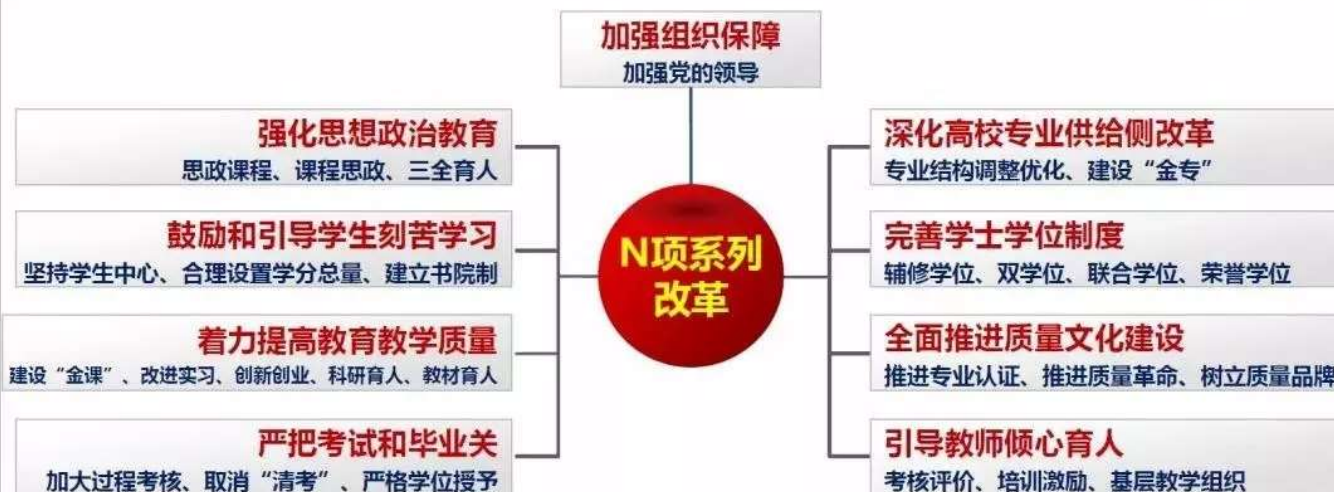 加强组织保障
加强党的领导
强化思想政治教育
思政课程、课程思政、三全育人
鼓励和引导学生刻苦学习
坚持学生中心、合理设置学分总量、建立书院制
着力提高教育教学质量
建设“金课”、改进实习、创新创业、科研育人、教材育人
严把考试和毕业关
加大过程考核、取消“清考”、严格学位授予
N项系列
改革
深化高校专业供给侧改革
专业结构调整优化、建设“金专”
完善学士学位制度
辅修学位、双学位、联合学位、荣誉学位
全面推进质量文化建设
推进专业认证、推进质量革命、树立质量品牌
引导教师倾心育人
考核评价、培训激励、基层教学组织